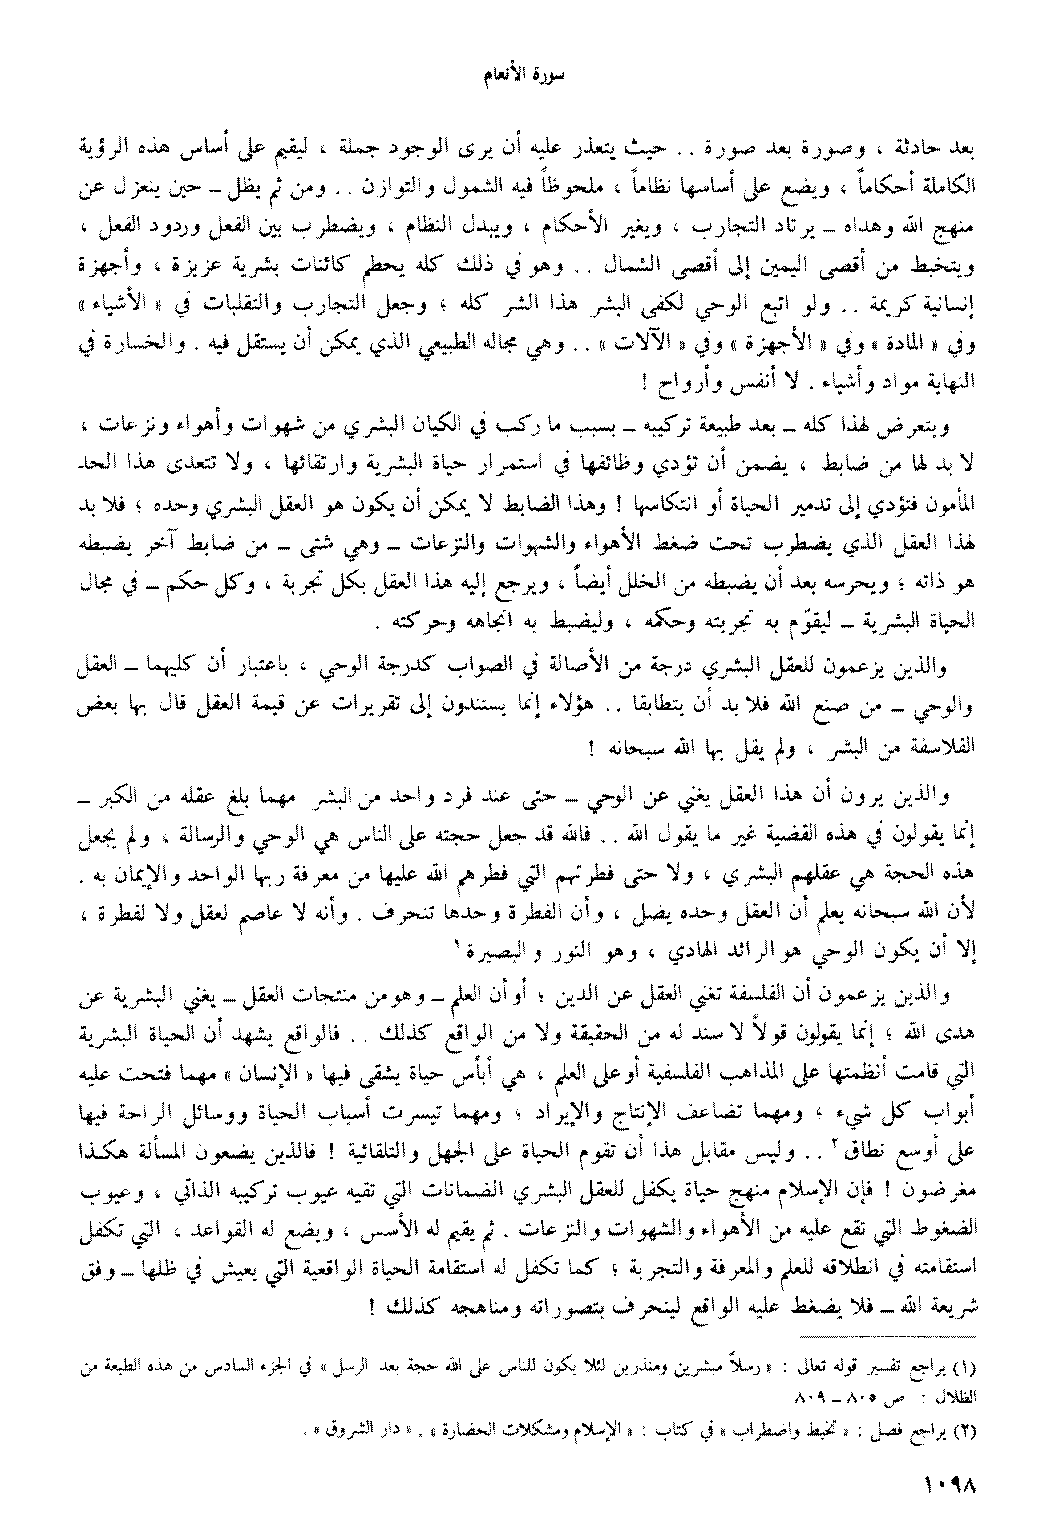 سورة الأنعام
بعد حادثة ، وصورة بعد صورة .. حيث يتعذر عليه أن يرى الوجود جملة ، ليقيم على أساس هذه الرؤية
الكاملة أحكاماً ، ويضع على أساسها نظاماً ، ملحوظاً فيه الشمول والتوازن .. ومن ثم يظل – حين ينعزل عن
منهج الله وهداه – يرتاد التجارب ، ويغير الأحكام ، ويبدل النظام ، ويضطرب بين الفعل وردود الفعل ،
ويتخبط من أقصى اليمين إلى أقصى الشمال .. وهو في ذلك كله يحطم كائنات بشرية عزيزة ، وأجهزة
إنسانية كريمة .. ولو اتبع الوحي لكفى البشر هذا الشر كله ؛ وجعل التجارب والتقلبات في « الأشياء »
وفي « المادة » وفي « الأجهزة » وفي « الآلات » .. وهي مجاله الطبيعي الذي يمكن أن يستقل فيه . والخسارة في
النهاية مواد وأشياء . لا أنفس وأرواح !
ويتعرض لهذا كله – بعد طبيعة تركيبه – بسبب ما ركب في الكيان البشري من شهوات وأهواء ونزعات ،
لا بد لها من ضابط ، يضمن أن تؤدي وظائفها في استمرار حياة البشرية وارتقائها ، ولا تتعدى هذا الحد
المأمون فتؤدي إلى تدمير الحياة أو انتكاسها ! وهذا الضابط لا يمكن أن يكون هو العقل البشري وحده ؛ فلا بد
لهذا العقل الذي يضطرب تحت ضغط الأهواء والشهوات والنزعات – وهي شتى – من ضابط آخر يضبطه
هو ذاته ؛ ويحرسه بعد أن يضبطه من الخلل أيضاً ، ويرجع إليه هذا العقل بكل تجربة ، وكل حكم – في مجال
الحياة البشرية – ليقوّم به تجربته وحكمه ، وليضبط به اتجاهه وحركته .
والذين يزعمون للعقل البشري درجة من الأصالة في الصواب كدرجة الوحي ، باعتبار أن كليهما – العقل
والوحي – من صنع الله فلا بد أن يتطابقا .. هؤلاء إنما يستندون إلى تقريرات عن قيمة العقل قال بها بعض
الفلاسفة من البشر ، ولم يقل بها الله سبحانه !
والذين يرون أن هذا العقل يغني عن الوحي – حتى عند فرد واحد من البشر مهما بلغ عقله من الكبر –
إنما يقولون في هذه القضية غير ما يقول الله .. فالله قد جعل حجته على الناس هي الوحي والرسالة ، ولم يجعل
هذه الحجة هي عقلهم البشري ، ولا حتى فطرتهم التي فطرهم الله عليها من معرفة ربها الواحد والإيمان به .
لأن الله سبحانه يعلم أن العقل وحده يضل ، وأن الفطرة وحدها تنحرف . وأنه لا عاصم لعقل ولا لفطرة ،
إلا أن يكون الوحي هو الرائد الهادي ، وهو النور والبصيرة١
والذين يزعمون أن الفلسفة تغني العقل عن الدين ؛ أو أن العلم – وهو من منتجات العقل – يغني البشرية عن
هدى الله ؛ إنما يقولون قولاً لا سند له من الحقيقة ولا من الواقع كذلك .. فالواقع يشهد أن الحياة البشرية
التي قامت أنظمتها على المذاهب الفلسفية أو على العلم ، هي أبأس حياة يشقى فيها « الإنسان » مهما فتحت عليه
أبواب كل شيء ؛ ومهما تضاعف الإنتاج والإيراد ؛ ومهما تيسرت أسباب الحياة ووسائل الراحة فيها
على أوسع نطاق٢ .. وليس مقابل هذا أن تقوم الحياة على الجهل والتلقائية ! فالذين يضعون المسألة هكذا
مغرضون ! فإن الإسلام منهج حياة يكفل للعقل البشري الضمانات التي تقيه عيوب تركيبه الذاتي ، وعيوب
الضغوط التي تقع عليه من الأهواء والشهوات والنزعات . ثم يقيم له الأسس ، ويضع له القواعد ، التي تكفل
استقامته في انطلاقه للعلم والمعرفة والتجربة ؛ كما تكفل له استقامة الحياة الواقعية التي يعيش في ظلها – وفق
شريعة الله – فلا يضغط عليه الواقع لينحرف بتصوراته ومناهجه كذلك !
(١) يراجع تفسير قوله تعالى : « رسلاً مبشرين ومنذرين لئلا يكون للناس على الله حجة بعد الرسل » في الجزء السادس من هذه الطبعة من
الظلال : ص ٨٠٥ – ٨٠٩
(٢) يراجع فصل : « تخبط واضطراب » في كتاب : « الإسلام ومشكلات الحضارة » . « دار الشروق » .
١٠٩٨